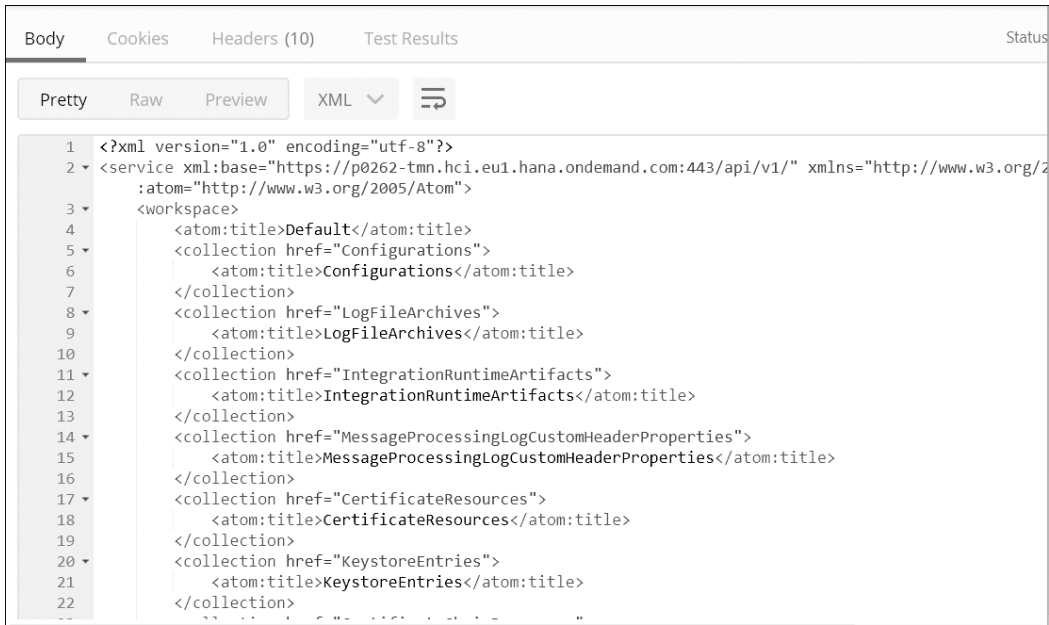 Body Cookies Headers (10) Test Results Status
Pretty Raw Preview XML
1 <?xml version="1.0" encoding="utf-8"?>
2 <service xml:base="https://p0262-tmn.hci.eu1.hana.ondemand.com:443/api/v1/" xmlns="http://www.w3.org/2
:atom="http://www.w3.org/2005/Atom">
3 <workspace>
4 <atom:title>Default</atom:title>
5 <collection href="Configurations">
6 <atom:title>Configurations</atom:title>
7 </collection>
8 <collection href="LogFileArchives">
9 <atom:title>LogFileArchives</atom:title>
10 </collection>
11 <collection href="IntegrationRuntimeArtifacts">
12 <atom:title>IntegrationRuntimeArtifacts</atom:title>
13 </collection>
14 <collection href="MessageProcessingLogCustomHeaderProperties">
15 <atom:title>MessageProcessingLogCustomHeaderProperties</atom:title>
16 </collection>
17 <collection href="CertificateResources">
18 <atom:title>CertificateResources</atom:title>
19 </collection>
20 <collection href="KeystoreEntries">
21 <atom:title>KeystoreEntries</atom:title>
22 </collection>